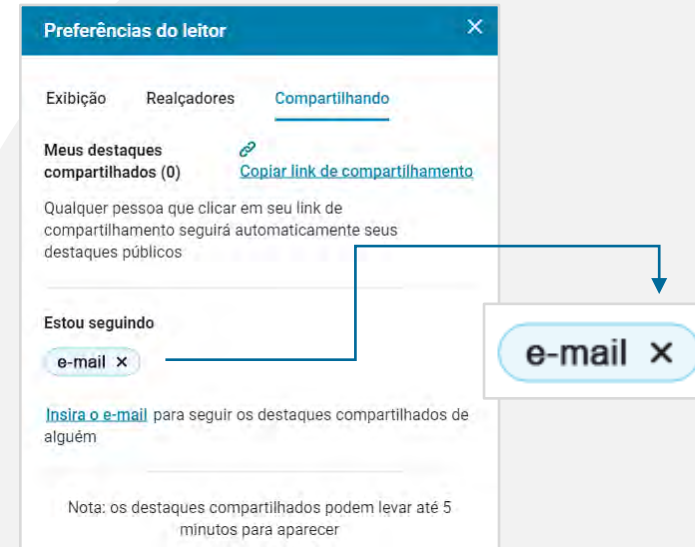 Preferências do leitor ×
Exibição Realçadores Compartilhando
Meus destaques
compartilhados (0)
Copiar link de compartilhamento
Qualquer pessoa que clicar em seu link de
compartilhamento seguirá automaticamente seus
destaques públicos
Estou seguindo
e-mail ×
e-mail ×
Insira o e-mail para seguir os destaques compartilhados de
alguém
Nota: os destaques compartilhados podem levar até 5
minutos para aparecer